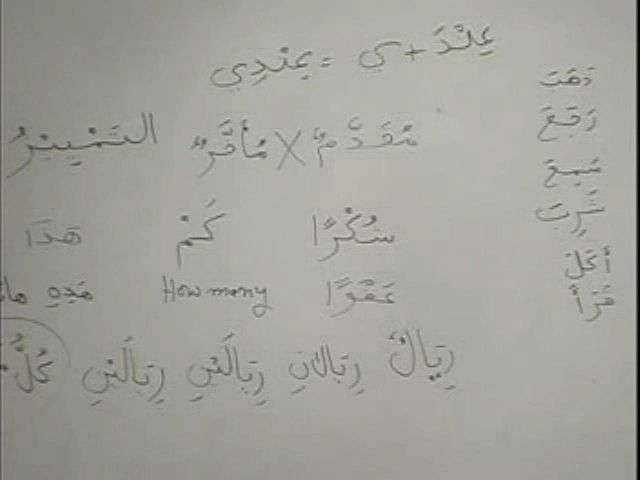 عِنْدَ + ي = عِنْدِي
ذَهَبَ
مُقَدَّمٌ X مُأَخَّرٌ التَمْيِيْزُ
رَفَعَ
سَمِعَ
شُكْرًا كَمْ هَذَا
شَرِبَ
عَفْوًا How many هَذِهِ
أَكَلَ
قَرَأَ
رِيَالٌ رِيَالَانِ رِيَالَيْنِ رِيَالَيْنِ كُلُّ